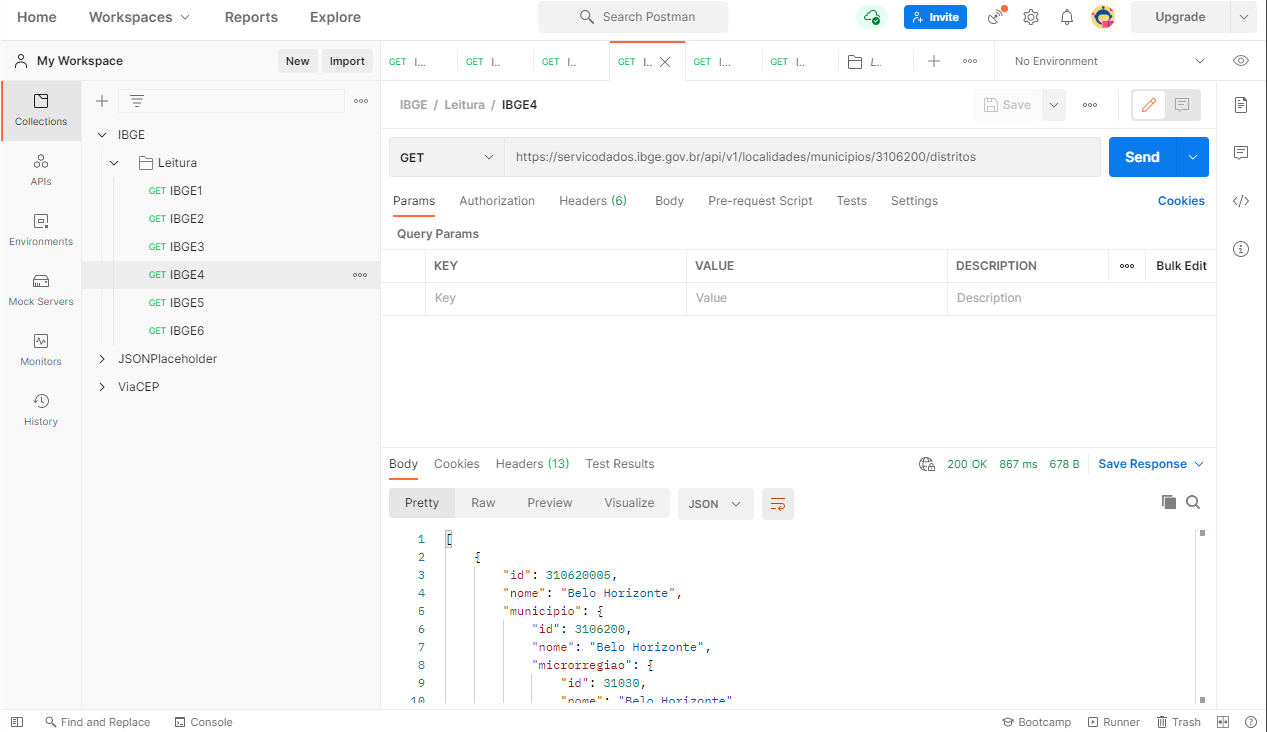 Home Workspaces Reports Explore Search Postman Invite Upgrade
My Workspace New Import GET I... GET I.. GET I.. GET I.. GET I... GET I.. L.. No Environment
Collections
APIs
Environments
Mock Servers
Monitors
History
IBGE
Leitura
GET IBGE1
GET IBGE2
GET IBGE3
GET IBGE4
GET IBGE5
GET IBGE6
JSONPlaceholder
ViaCEP
IBGE / Leitura / IBGE4 Save
GET https://servicodados.ibge.gov.br/api/v1/localidades/municipios/3106200/distritos Send
Params Authorization Headers (6) Body Pre-request Script Tests Settings Cookies
Query Params
KEY VALUE DESCRIPTION Bulk Edit
Key Value Description
Body Cookies Headers (13) Test Results 200 OK 867 ms 678 B Save Response
Pretty Raw Preview Visualize JSON
1 [
2 {
3 "id": 310620005,
4 "nome": "Belo Horizonte",
5 "municipio": {
6 "id": 3106200,
7 "nome": "Belo Horizonte",
8 "microrregiao": {
9 "id": 31030,
10 "nome": "Belo Horizonte"
Find and Replace Console Bootcamp Runner Trash